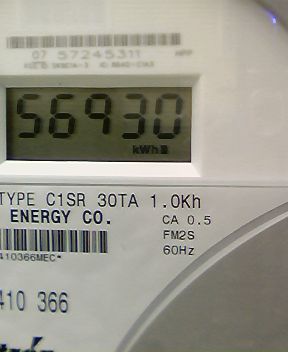 07 57245311
56930
kWh
TYPE C1SR 30TA 1.0Kh
ENERGY CO.
CA 0.5
FM2S
60Hz
410366MEC*
410 366